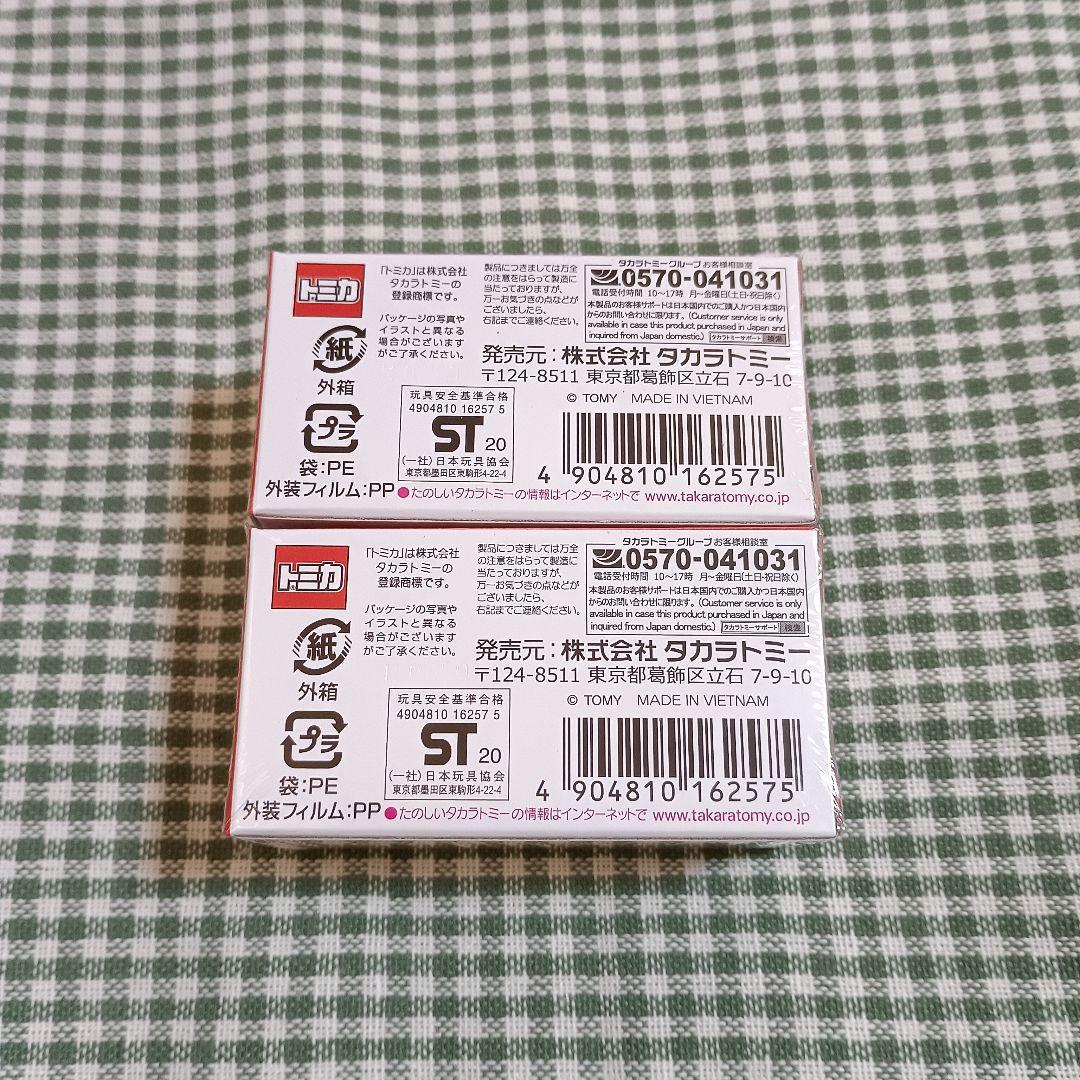 トミカ
「トミカ」は株式会社
タカラトミーの
登録商標です。
パッケージの写真や
イラストと異なる
場合がございます
がご了承ください。
製品につきましては万全
の注意をはらって製造に
当たっておりますが、
万一お気づきの点などが
ございましたら、
右記までご連絡ください。
タカラトミーグループ お客様相談室
0570-041031
電話受付時間 10〜17時 月〜金曜日(土日・祝日除く)
本製品のお客様サポートは日本国内でのご購入かつ日本国内
からのお問い合わせに限ります。(Customer service is only
available in case this product purchased in Japan and
inquired from Japan domestic.) タカラトミーサポート 検索
発売元:株式会社 タカラトミー
〒124-8511 東京都葛飾区立石 7-9-10
© TOMY MADE IN VIETNAM
紙
外箱
プラ
袋:PE
外装フィルム:PP
玩具安全基準合格
4904810 16257 5
ST 20
(一社)日本玩具協会
東京都墨田区東駒形4-22-4
4 904810 162575
●たのしいタカラトミーの情報はインターネットで www.takaratomy.co.jp
トミカ
「トミカ」は株式会社
タカラトミーの
登録商標です。
パッケージの写真や
イラストと異なる
場合がございます
がご了承ください。
製品につきましては万全
の注意をはらって製造に
当たっておりますが、
万一お気づきの点などが
ございましたら、
右記までご連絡ください。
タカラトミーグループ お客様相談室
0570-041031
電話受付時間 10〜17時 月〜金曜日(土日・祝日除く)
本製品のお客様サポートは日本国内でのご購入かつ日本国内
からのお問い合わせに限ります。(Customer service is only
available in case this product purchased in Japan and
inquired from Japan domestic.) タカラトミーサポート 検索
発売元:株式会社 タカラトミー
〒124-8511 東京都葛飾区立石 7-9-10
© TOMY MADE IN VIETNAM
紙
外箱
プラ
袋:PE
外装フィルム:PP
玩具安全基準合格
4904810 16257 5
ST 20
(一社)日本玩具協会
東京都墨田区東駒形4-22-4
4 904810 162575
●たのしいタカラトミーの情報はインターネットで www.takaratomy.co.jp